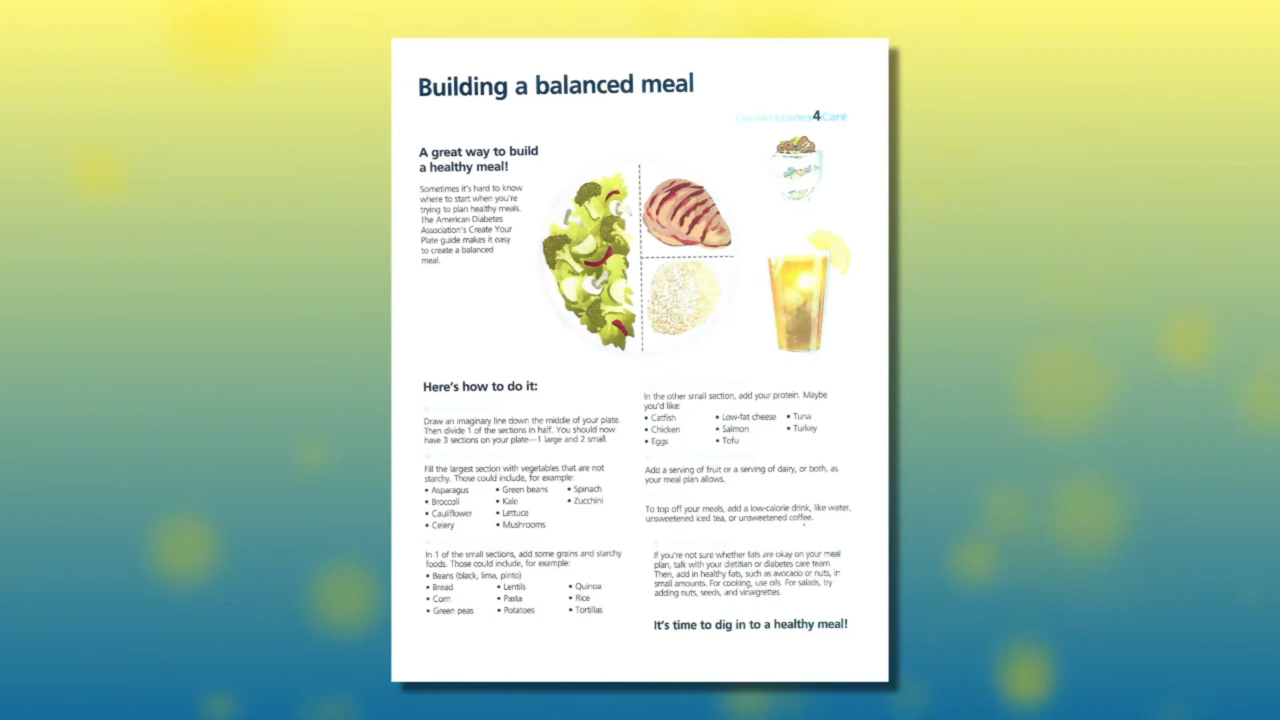 Building a balanced meal
Cornerstones4Care
A great way to build
a healthy meal!
Sometimes it's hard to know
where to start when you're
trying to plan healthy meals.
The American Diabetes
Association's Create Your
Plate guide makes it easy
to create a balanced
meal.
Here's how to do it:
Draw an imaginary line down the middle of your plate.
Then divide 1 of the sections in half. You should now
have 3 sections on your plate—1 large and 2 small.
Fill the largest section with vegetables that are not
starchy. Those could include, for example:
• Asparagus • Green beans • Spinach
• Broccoli • Kale • Zucchini
• Cauliflower • Lettuce
• Celery • Mushrooms
In 1 of the small sections, add some grains and starchy
foods. Those could include, for example:
• Beans (black, lima, pinto)
• Bread • Lentils • Quinoa
• Corn • Pasta • Rice
• Green peas • Potatoes • Tortillas
In the other small section, add your protein. Maybe
you'd like:
• Catfish • Low-fat cheese • Tuna
• Chicken • Salmon • Turkey
• Eggs • Tofu
Add a serving of fruit or a serving of dairy, or both, as
your meal plan allows.
To top off your meals, add a low-calorie drink, like water,
unsweetened iced tea, or unsweetened coffee.
If you're not sure whether fats are okay on your meal
plan, talk with your dietitian or diabetes care team.
Then, add in healthy fats, such as avocado or nuts, in
small amounts. For cooking, use oils. For salads, try
adding nuts, seeds, and vinaigrettes.
It's time to dig in to a healthy meal!